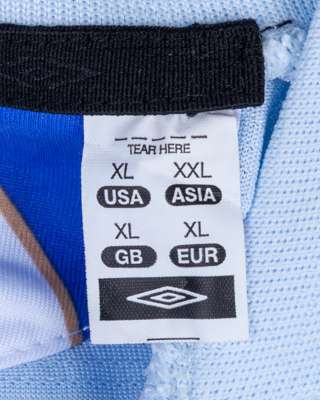 TEAR HERE
XL XXL
USA ASIA
XL XL
GB EUR